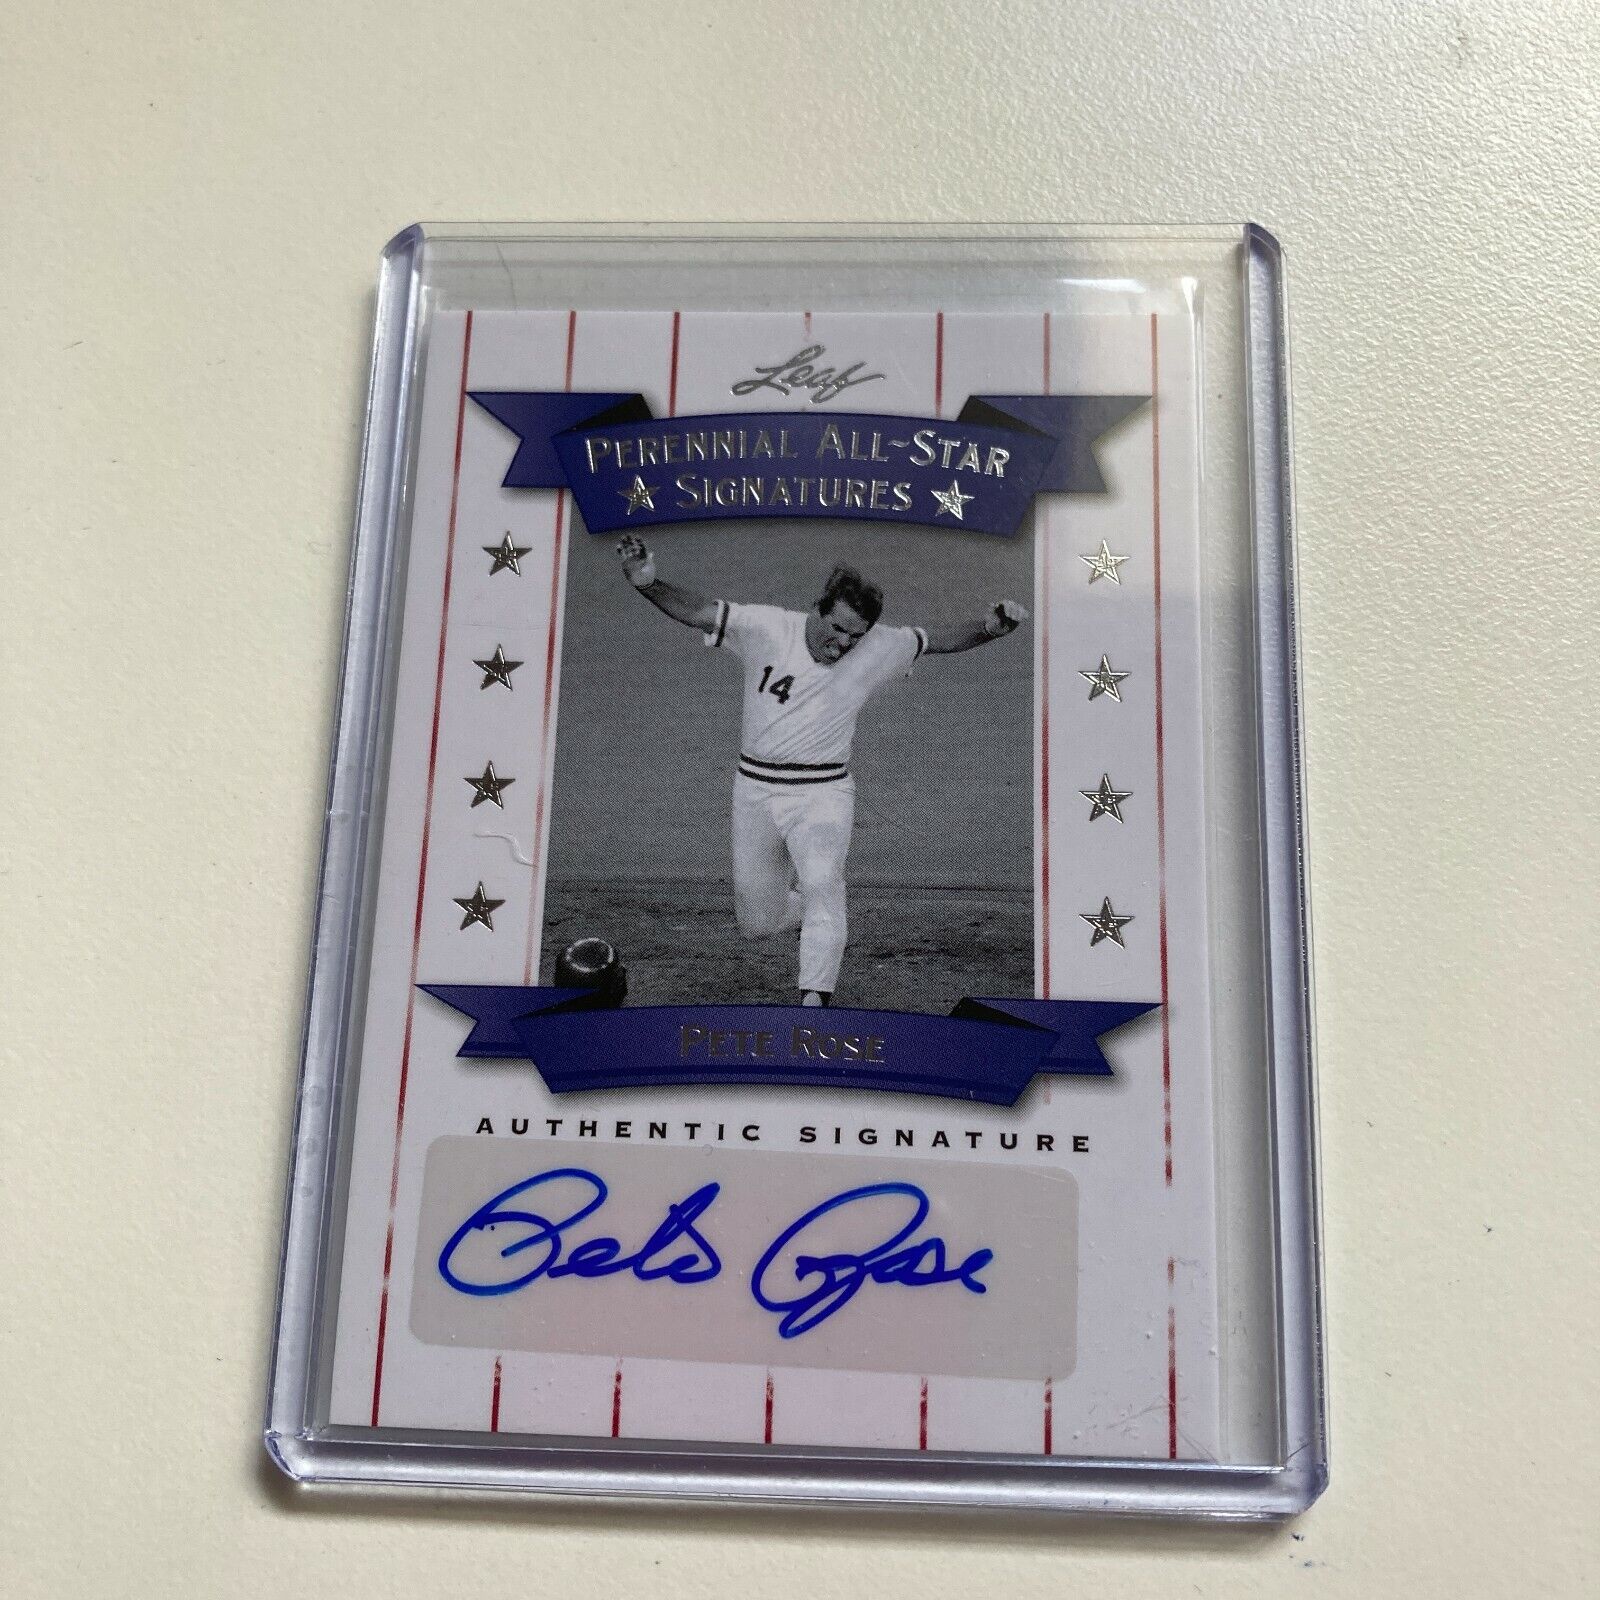 Leaf
PERENNIAL ALL-STAR
SIGNATURES
14
PETE ROSE
AUTHENTIC SIGNATURE
Pete Rose